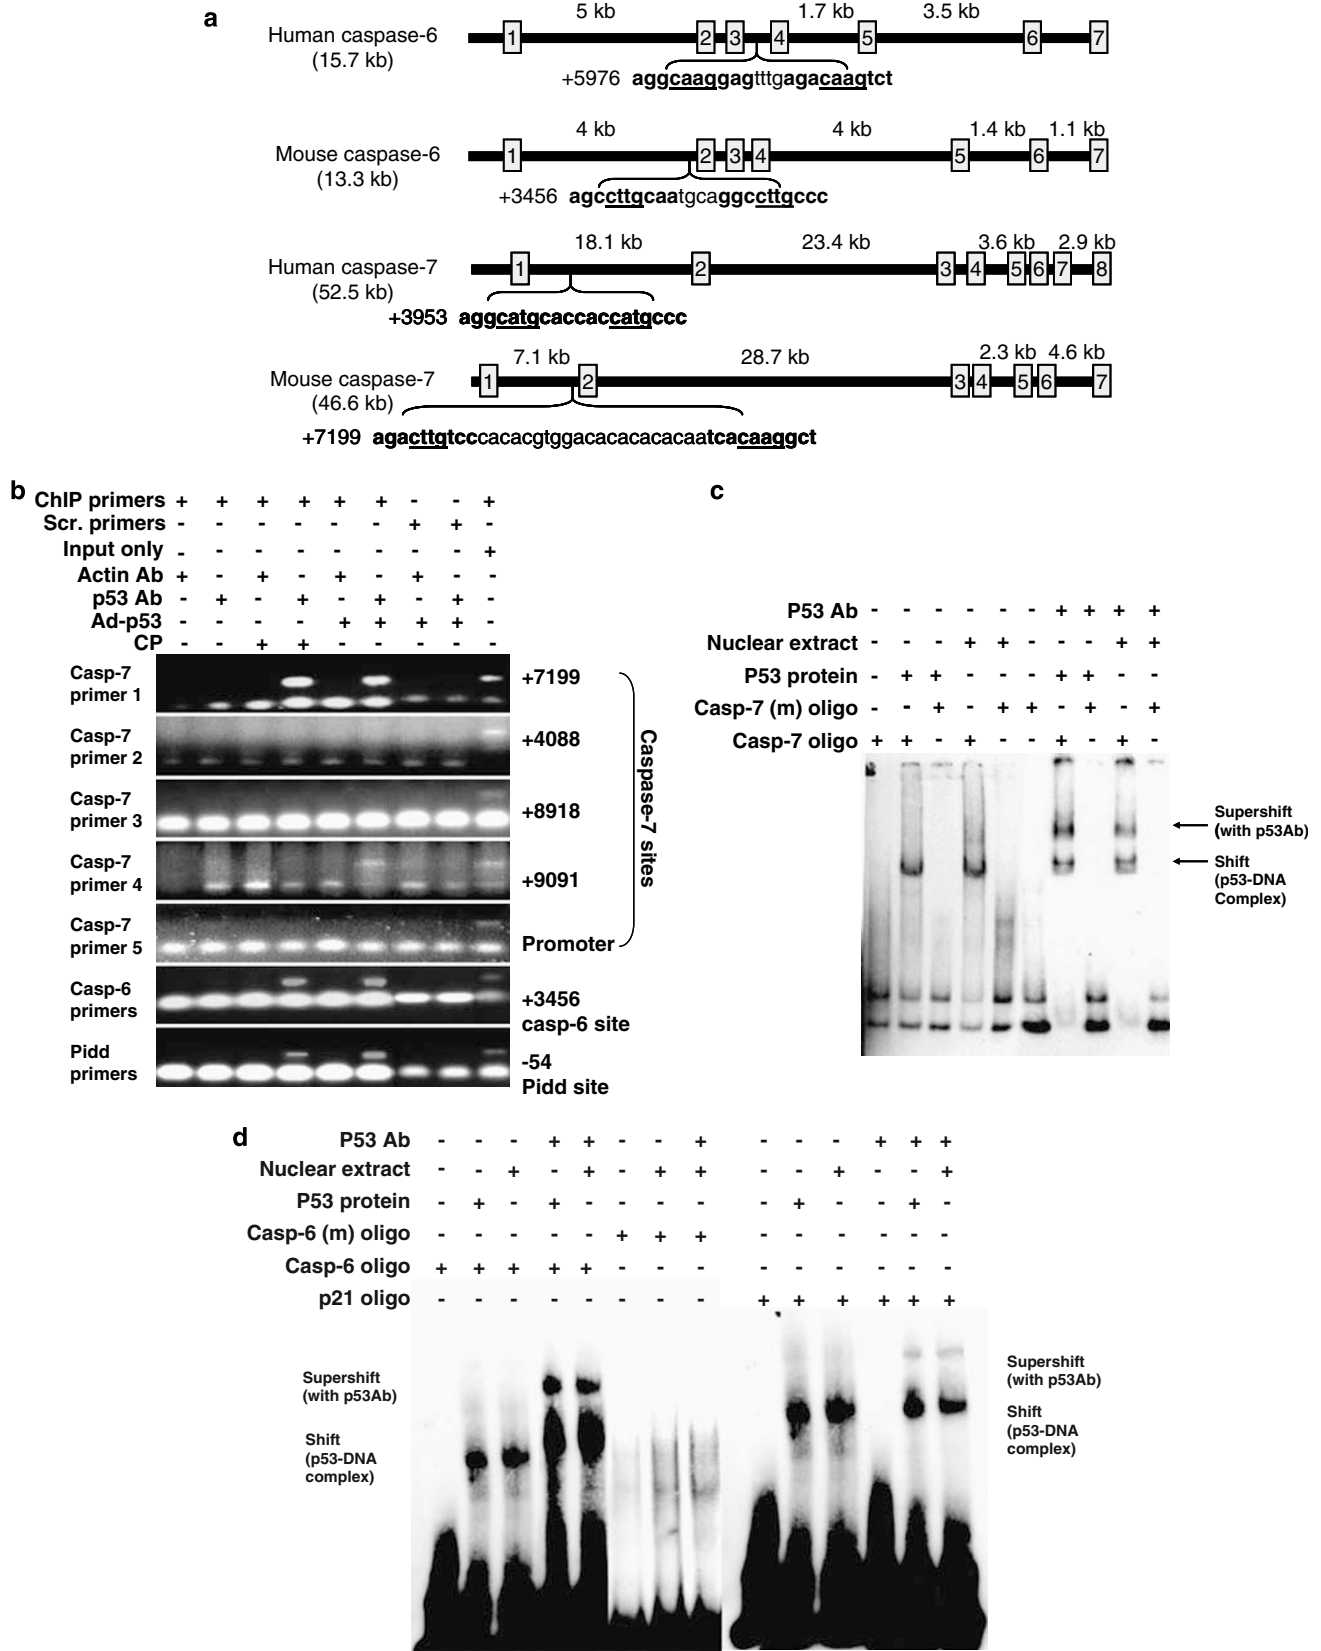 a
5 kb 1.7 kb 3.5 kb
Human caspase-6 1 2 3 4 5 6 7
(15.7 kb)
+5976 aggcaaggagtttgagacaagtct
4 kb 4 kb 1.4 kb 1.1 kb
Mouse caspase-6 1 2 3 4 5 6 7
(13.3 kb)
+3456 agccttgcaatgcaggccttgccc
18.1 kb 23.4 kb 3.6 kb 2.9 kb
Human caspase-7 1 2 3 4 5 6 7 8
(52.5 kb)
+3953 aggcatgcaccaccatgccc
7.1 kb 28.7 kb 2.3 kb 4.6 kb
Mouse caspase-7 1 2 3 4 5 6 7
(46.6 kb)
+7199 agacttgtcccacacgtggacacacacacaatcacaaggct
b
ChIP primers + + + + + + - - +
Scr. primers - - - - - - + + -
Input only - - - - - - - - +
Actin Ab + - + - + - + - -
p53 Ab - + - + - + - + -
Ad-p53 - - - - + + + + -
CP - - + + - - - - -
Casp-7 primer 1 +7199
Casp-7 primer 2 +4088
Casp-7 primer 3 +8918
Casp-7 primer 4 +9091
Casp-7 primer 5 Promoter
Caspase-7 sites
Casp-6 primers +3456 casp-6 site
Pidd primers -54 Pidd site
c
P53 Ab - - - - - - + + + +
Nuclear extract - - - + + - - - + +
P53 protein - + + - - - + + - -
Casp-7 (m) oligo - - + - + + - + - +
Casp-7 oligo + + - + - - + - + -
Supershift
(with p53Ab)
Shift
(p53-DNA
Complex)
d
P53 Ab - - - + + - - + - - - + + +
Nuclear extract - - + - + - + + - - + - - +
P53 protein - + - + - - - - - + - - + -
Casp-6 (m) oligo - - - - - + + + - - - - - -
Casp-6 oligo + + + + + - - - - - - - - -
p21 oligo - - - - - - - - + + + + + +
Supershift
(with p53Ab)
Shift
(p53-DNA
complex)
Supershift
(with p53Ab)
Shift
(p53-DNA
complex)